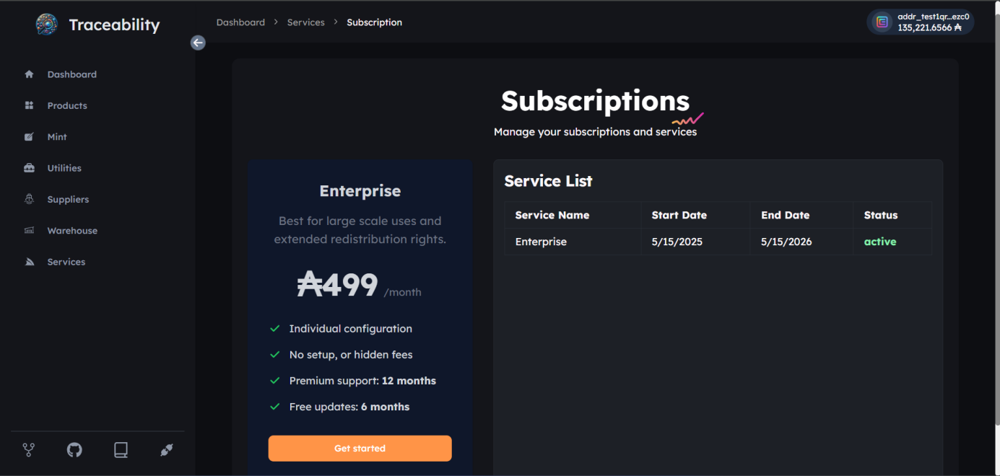 Traceability
Dashboard
Products
Mint
Utilities
Suppliers
Warehouse
Services
Dashboard > Services > Subscription
addr_test1qr...ezc0
135,221.6566 ₳
Subscriptions
Manage your subscriptions and services
Enterprise
Best for large scale uses and
extended redistribution rights.
₳499 /month
Individual configuration
No setup, or hidden fees
Premium support: 12 months
Free updates: 6 months
Get started
Service List
Service Name Start Date End Date Status
Enterprise 5/15/2025 5/15/2026 active